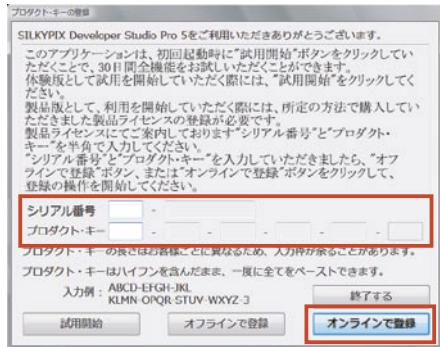 プロダクト・キーの登録
SILKYPIX Developer Studio Pro 5をご利用いただきありがとうございます。
このアプリケーションは、初回起動時に"試用開始"ボタンをクリックしてい
ただくことで、30日間全機能をお試しいただくことができます。
体験版として試用を開始していただく際には、"試用開始"をクリックしてく
ださい。
製品版として、利用を開始していただく際には、所定の方法で購入してい
ただきました製品ライセンスの登録が必要です。
製品ライセンスにてご案内しております"シリアル番号"と"プロダクト・
キー"を半角で入力してください。
"シリアル番号"と"プロダクト・キー"を入力していただきましたら、"オフ
ラインで登録"ボタン、または"オンラインで登録"ボタンをクリックして、
登録の操作を開始してください。
シリアル番号 -
プロダクト・キー - - - - -
プロダクト・キーの長さはお客様ごとに異なるため、入力枠が余ることがあります。
プロダクト・キーはハイフンを含んだまま、一度に全てをペーストできます。
入力例： ABCD-EFGH-JKL
KLMN-OPQR-STUV-WXYZ-3
終了する
試用開始 オフラインで登録 オンラインで登録